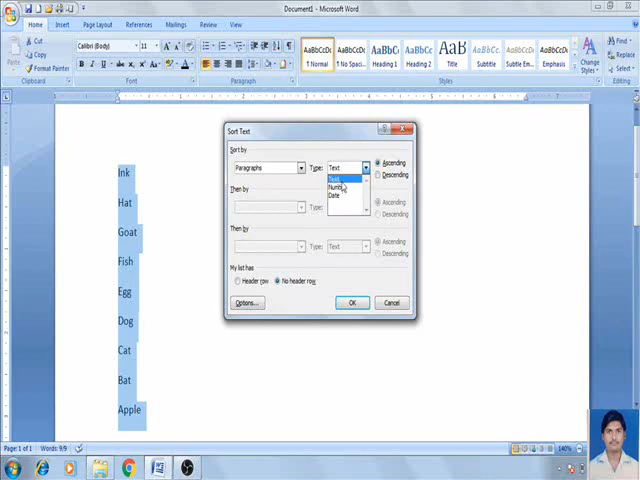 Document1 - Microsoft Word
Home Insert Page Layout References Mailings Review View
Cut
Copy
Format Painter
Paste
Calibri (Body) 11
B I U abc
Clipboard Font Paragraph Styles Editing
AaBbCcDc AaBbCcDc AaBbC AaBbCc AaB AaBbCc. AaBbCcDc AaBbCcDc
¶ Normal ¶ No Spaci... Heading 1 Heading 2 Title Subtitle Subtle Em... Emphasis
Change Styles
Find
Replace
Select
Sort Text
Sort by
Paragraphs Type: Text Ascending
Descending
Text
Date
Then by
Type: Ascending
Descending
Then by
Type: Text Ascending
Descending
My list has
Header row No header row
Options... OK Cancel
Ink
Hat
Goat
Fish
Egg
Dog
Cat
Bat
Apple
Page: 1 of 1 Words: 9/9 140%